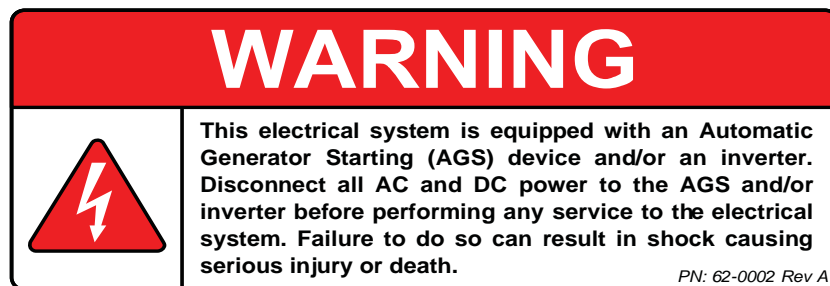 WARNING
This electrical system is equipped with an Automatic
Generator Starting (AGS) device and/or an inverter.
Disconnect all AC and DC power to the AGS and/or
inverter before performing any service to the electrical
system. Failure to do so can result in shock causing
serious injury or death.
PN: 62-0002 Rev A